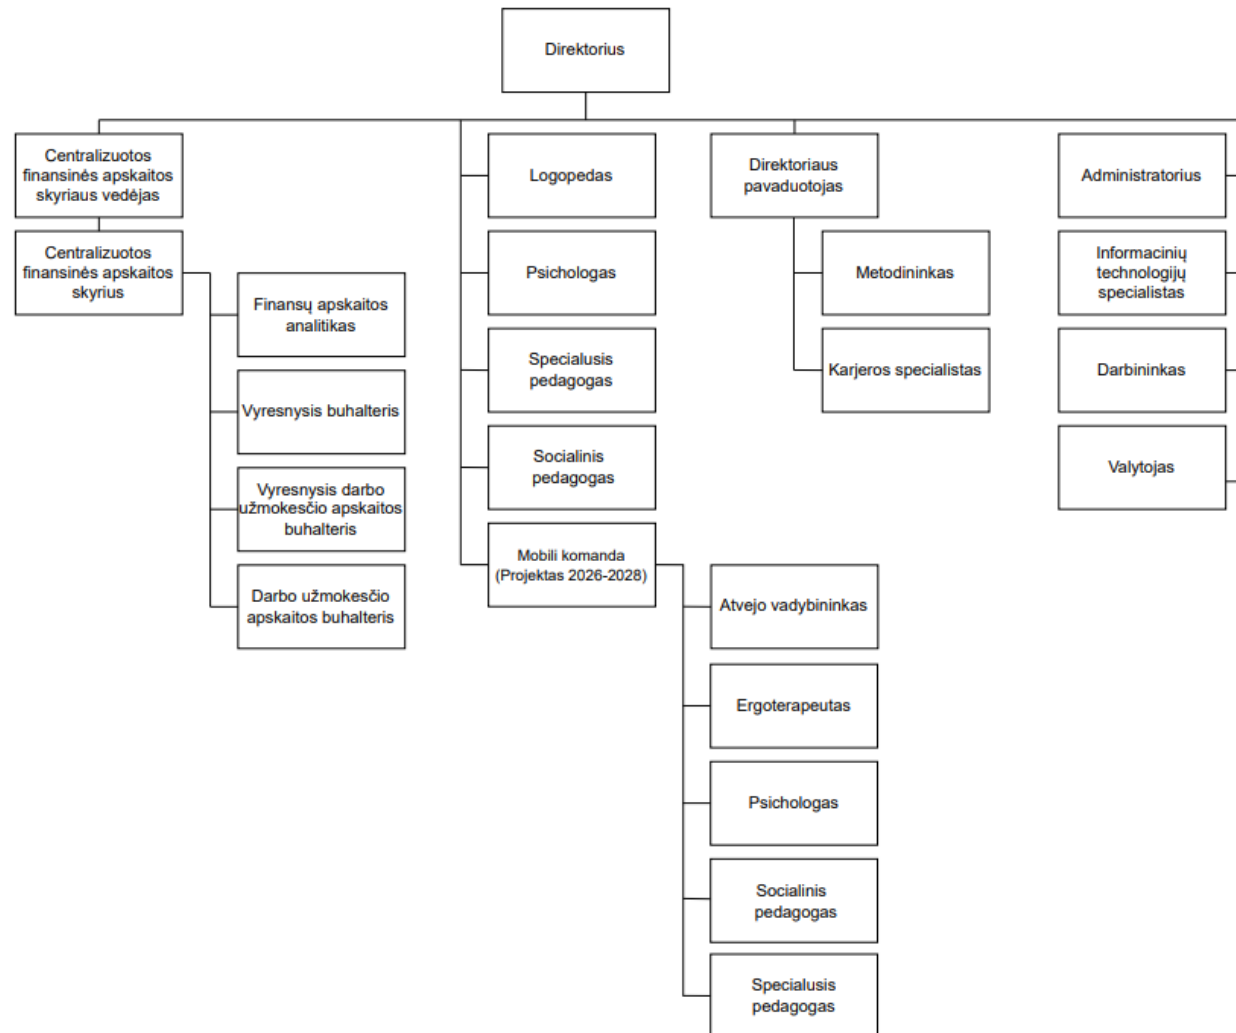 Direktorius
Centralizuotos
finansinės apskaitos
skyriaus vedėjas
Centralizuotos
finansinės apskaitos
skyrius
Finansų apskaitos
analitikas
Vyresnysis buhalteris
Vyresnysis darbo
užmokesčio apskaitos
buhalteris
Darbo užmokesčio
apskaitos buhalteris
Logopedas
Psichologas
Specialusis
pedagogas
Socialinis
pedagogas
Mobili komanda
(Projektas 2026-2028)
Atvejo vadybininkas
Ergoterapeutas
Psichologas
Socialinis
pedagogas
Specialusis
pedagogas
Direktoriaus
pavaduotojas
Metodininkas
Karjeros specialistas
Administratorius
Informacinių
technologijų
specialistas
Darbininkas
Valytojas